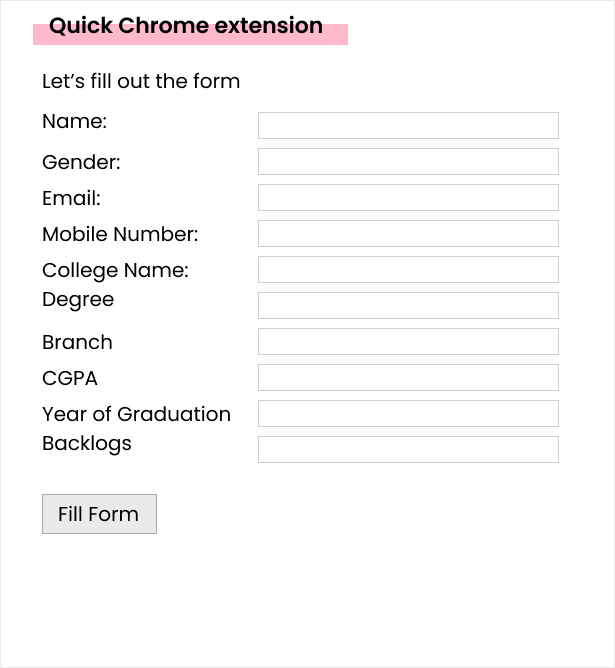 Quick Chrome extension
Let’s fill out the form
Name:
Gender:
Email:
Mobile Number:
College Name:
Degree
Branch
CGPA
Year of Graduation
Backlogs
Fill Form